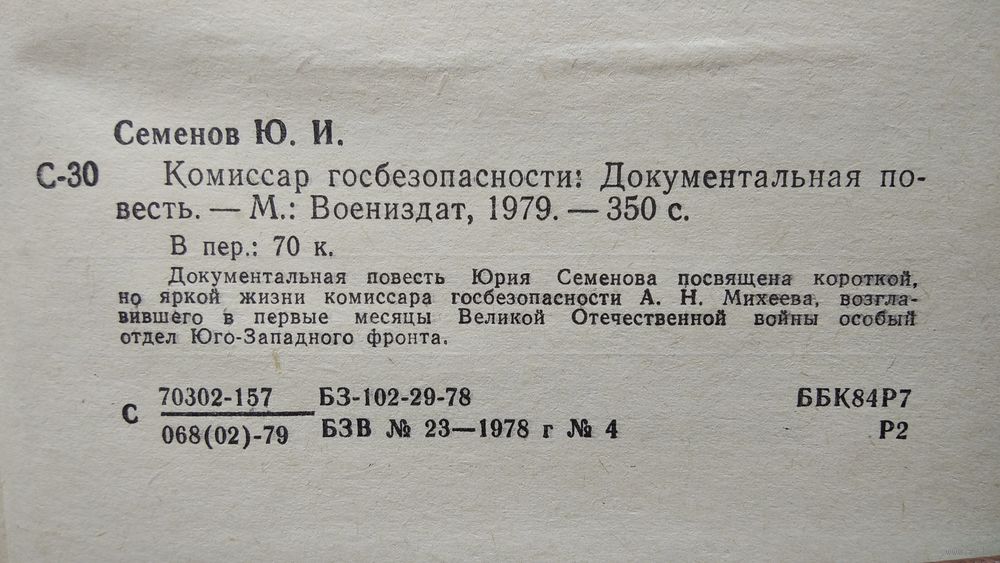 Семенов Ю. И.
С-30 Комиссар госбезопасности: Документальная по-
весть. — М.: Воениздат, 1979. — 350 с.
В пер.: 70 к.
Документальная повесть Юрия Семенова посвящена короткой,
но яркой жизни комиссара госбезопасности А. Н. Михеева, возгла-
вившего в первые месяцы Великой Отечественной войны особый
отдел Юго-Западного фронта.
С 70302-157 БЗ-102-29-78 ББК84Р7
068(02)-79 БЗВ № 23—1978 г № 4 Р2